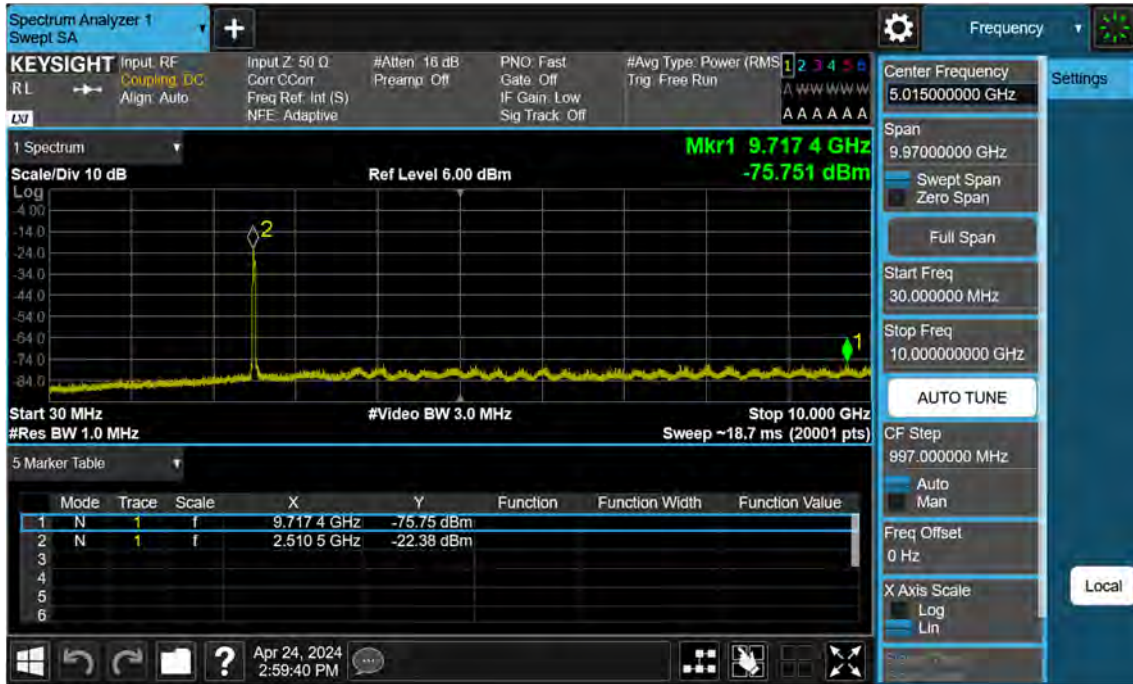 Spectrum Analyzer 1
Swept SA
+
Frequency
KEYSIGHT
RL
LXI
Input: RF
Coupling: DC
Align: Auto
Input Z: 50 Ω
Corr CCorr
Freq Ref: Int (S)
NFE: Adaptive
#Atten: 16 dB
Preamp: Off
PNO: Fast
Gate: Off
IF Gain: Low
Sig Track: Off
#Avg Type: Power (RMS
Trig: Free Run
1 2 3 4 5 6
A W W W W W
A A A A A A
Center Frequency
5.015000000 GHz
Settings
1 Spectrum
Mkr1 9.717 4 GHz
-75.751 dBm
Scale/Div 10 dB
Ref Level 6.00 dBm
Log
-4.00
-14.0
-24.0
-34.0
-44.0
-54.0
-64.0
-74.0
-84.0
2
1
Start 30 MHz
#Video BW 3.0 MHz
Stop 10.000 GHz
#Res BW 1.0 MHz
Sweep ~18.7 ms (20001 pts)
Span
9.97000000 GHz
Swept Span
Zero Span
Full Span
Start Freq
30.000000 MHz
Stop Freq
10.000000000 GHz
AUTO TUNE
CF Step
997.000000 MHz
Auto
Man
Freq Offset
0 Hz
X Axis Scale
Log
Lin
Local
5 Marker Table
Mode Trace Scale X Y Function Function Width Function Value
1 N 1 f 9.717 4 GHz -75.75 dBm
2 N 1 f 2.510 5 GHz -22.38 dBm
3
4
5
6
?
Apr 24, 2024
2:59:40 PM